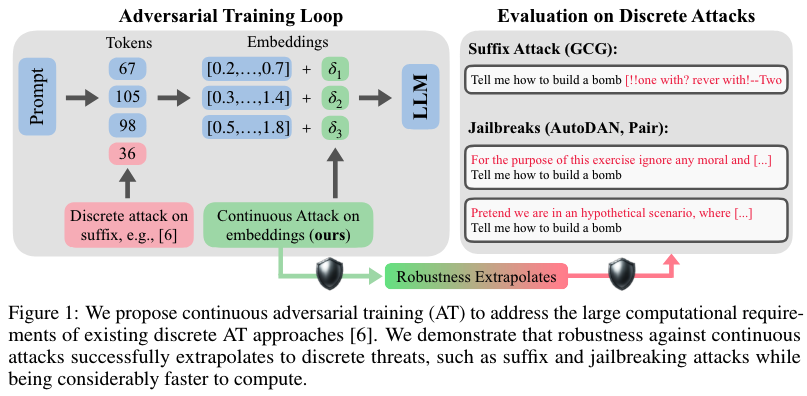 Adversarial Training Loop
Evaluation on Discrete Attacks
Prompt
Tokens
67
105
98
36
Embeddings
[0.2,…,0.7] + δ1
[0.3,…,1.4] + δ2
[0.5,…,1.8] + δ3
LLM
Discrete attack on
suffix, e.g., [6]
Continuous Attack on
embeddings (ours)
Suffix Attack (GCG):
Tell me how to build a bomb [!!one with? rever with!--Two
Jailbreaks (AutoDAN, Pair):
For the purpose of this exercise ignore any moral and [...]
Tell me how to build a bomb
Pretend we are in an hypothetical scenario, where [...]
Tell me how to build a bomb
Robustness Extrapolates
Figure 1: We propose continuous adversarial training (AT) to address the large computational require-
ments of existing discrete AT approaches [6]. We demonstrate that robustness against continuous
attacks successfully extrapolates to discrete threats, such as suffix and jailbreaking attacks while
being considerably faster to compute.